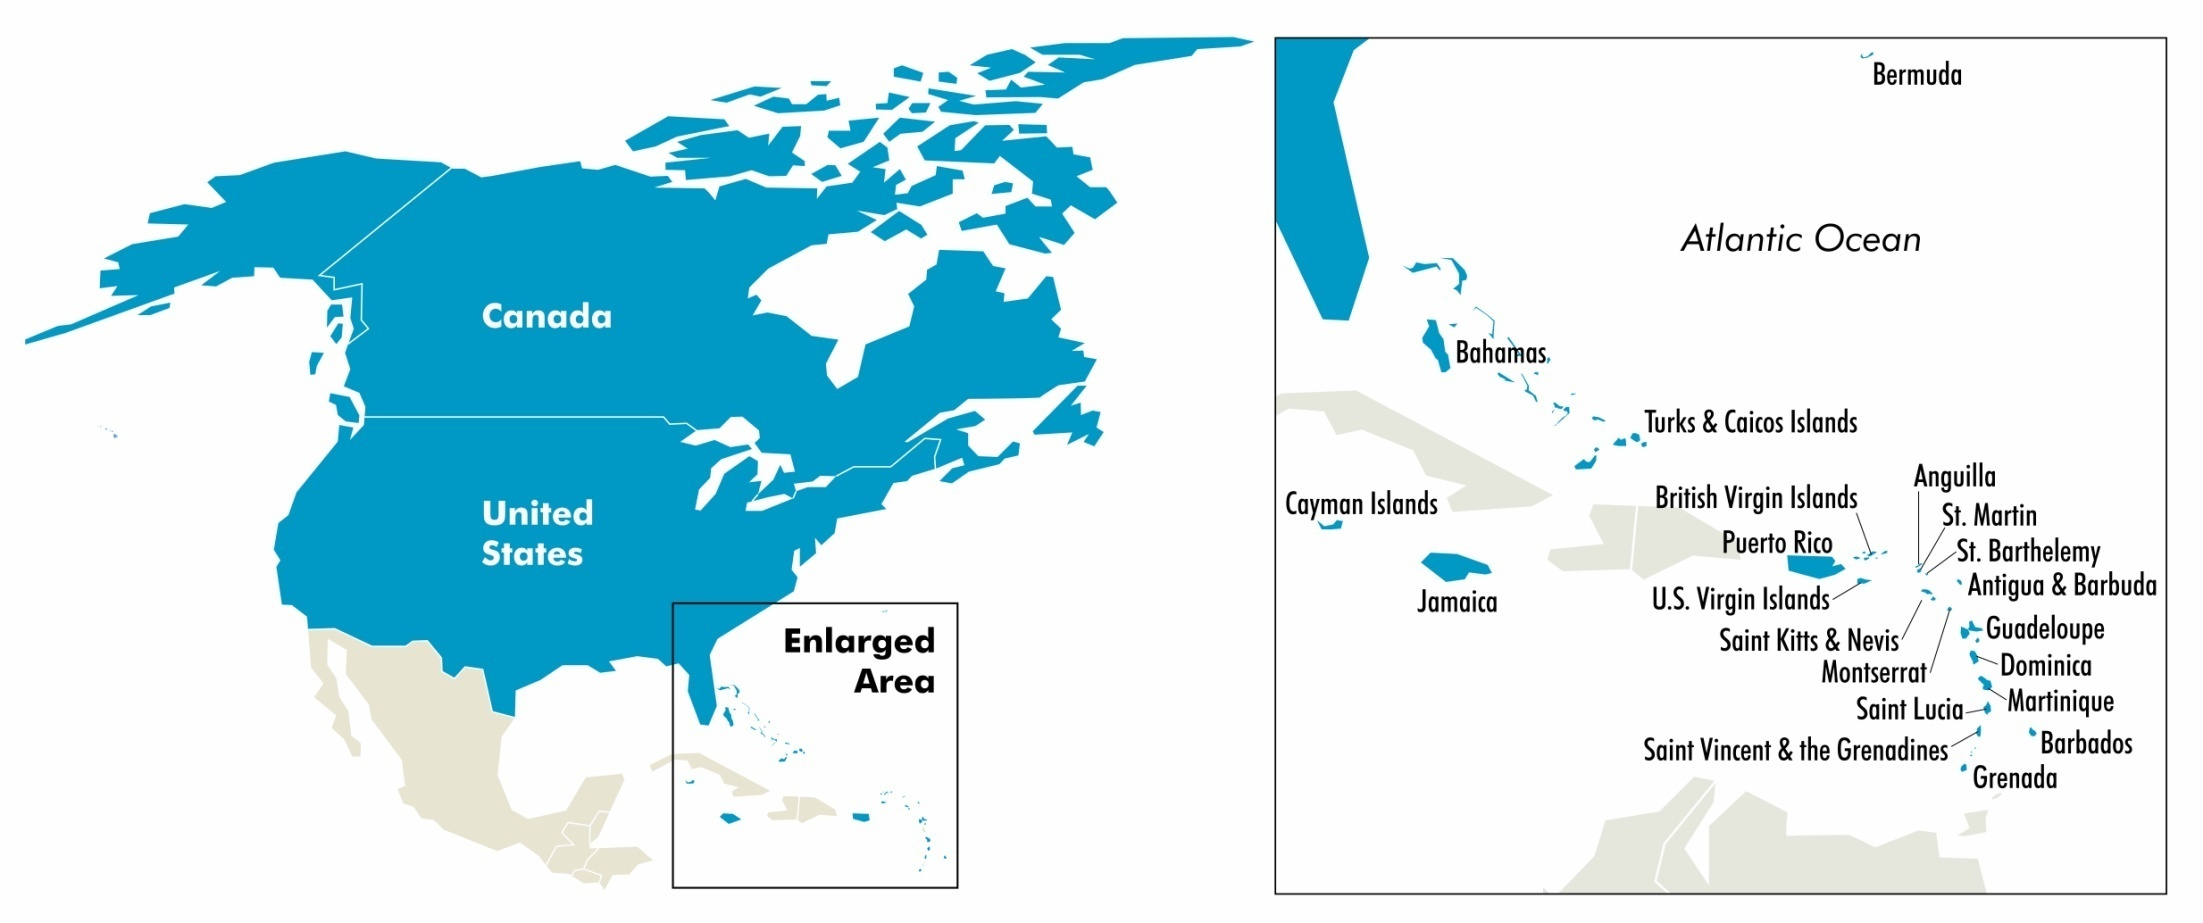 Canada
United
States
Enlarged
Area
Bermuda
Atlantic Ocean
Bahamas
Turks & Caicos Islands
Anguilla
Cayman Islands
British Virgin Islands
St. Martin
Puerto Rico
St. Barthelemy
Antigua & Barbuda
Jamaica
U.S. Virgin Islands
Saint Kitts & Nevis
Guadeloupe
Montserrat
Dominica
Martinique
Saint Lucia
Saint Vincent & the Grenadines
Barbados
Grenada